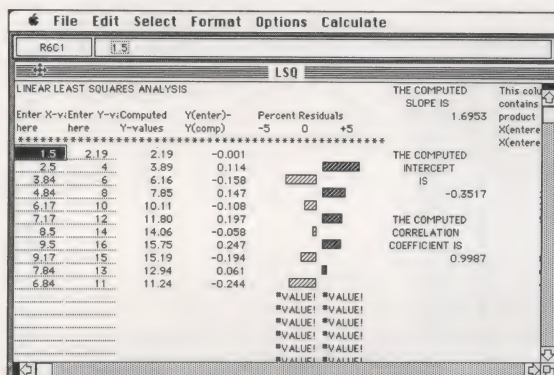 File Edit Select Format Options Calculate
R6C1 1.5
LSQ
LINEAR LEAST SQUARES ANALYSIS THE COMPUTED This colu
SLOPE IS contains
Enter X-va Enter Y-va Computed Y(enter)- Percent Residuals 1.6953 product
here here Y-values Y(comp) -5 0 +5 X(entere
X(entere
1.5 2.19 2.19 -0.001 THE COMPUTED
2.5 4 3.89 0.114 INTERCEPT
3.84 6 6.16 -0.158 IS
4.84 8 7.85 0.147 -0.3517
6.17 10 10.11 -0.108
7.17 12 11.80 0.197 THE COMPUTED
8.5 14 14.06 -0.058 CORRELATION
9.5 16 15.75 0.247 COEFFICIENT IS
9.17 15 15.19 -0.194 0.9987
7.84 13 12.94 0.061
6.84 11 11.24 -0.244
*VALUE! *VALUE!
*VALUE! *VALUE!
*VALUE! *VALUE!
*VALUE! *VALUE!
*VALUE! *VALUE!
*VALUE! *VALUE!